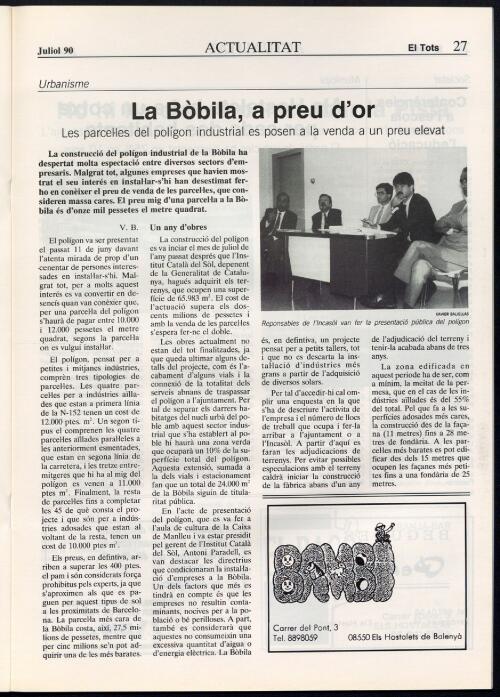 Juliol 90
ACTUALITAT
El Tots 27
Urbanisme
La Bòbila, a preu d'or
Les parcel·les del polígon industrial es posen a la venda a un preu elevat
La construcció del polígon industrial de la Bòbila ha
despertat molta espectació entre diversos sectors d'em-
presaris. Malgrat tot, algunes empreses que havien mos-
trat el seu interés en instal·lar-s'hi han desestimat fer-
ho en conèixer el preu de venda de les parcel·les, que con-
sideren massa cares. El preu mig d'una parcel·la a la Bò-
bila és d'onze mil pessetes el metre quadrat.
V. B.
El polígon va ser presentat
el passat 11 de juny davant
l'atenta mirada de prop d'un
centenar de persones interes-
sades en instal·lar-s'hi. Mal-
grat tot, per a molts aquest
interés es va convertir en de-
sencís quan van conèixer que,
per una parcel·la del polígon
s'haurà de pagar entre 10.000
i 12.000 pessetes el metre
quadrat, segons la parcel·la
on es vulgui instal·lar.
El polígon, pensat per a
petites i mitjanes indústries,
comprèn tres tipologies de
parcel·les. Les quatre par-
cel·les per a indústries aïlla-
des que estan a primera línia
de la N-152 tenen un cost de
12.000 ptes. m². Un segon ti-
pus el comprenen les quatre
parcel·les aïllades paral·leles a
les anteriorment esmentades,
que estan en segona línia de
la carretera, i les tretze entre-
mitgeres que hi ha al mig del
polígon es venen a 11.000
ptes m². Finalment, la resta
de parcel·les fins a completar
les 45 de què consta el pro-
jecte i que són per a indús-
tries adosades que estan al
voltant de la resta, tenen un
cost de 10.000 ptes m².
Els preus, en defintiva, ar-
riben a superar les 400 ptes.
el pam i són considerats força
prohibitus pels experts, ja que
s'aproximen als que es pa-
guen per aquest tipus de sol
a les proximitats de Barcelo-
na. La parcel·la més cara de
la Bòbila costa, així, 27,5 mi-
lions de pessetes, mentre que
per cinc milions se'n pot ad-
quirir una de les més barates.
Un any d'obres
La construcció del polígon
es va iniciar el mes de juliol de
l'any passat després que l'Ins-
titut Català del Sòl, depenent
de la Generalitat de Catalu-
nya, hagués adquirit els ter-
renys, que ocupen una super-
fície de 65.983 m². El cost de
l'actuació supera els dos-
cents milions de pessetes i
amb la venda de les parcel·les
s'espera fer-ne el doble.
Les obres actualment no
estan del tot finalitzades, ja
que queda ultimar alguns de-
talls del projecte, com és l'a-
cabament d'alguns vials i la
connexió de la totalitat dels
serveis abnans de traspassar
el polígon a l'ajuntament. Per
tal de separar els darrers ha-
bitatges del nucli urbà del po-
ble amb aquest sector indus-
trial que s'ha establert al po-
ble hi haurà una zona verda
que ocuparà un 10% de la su-
perfície total del polígon.
Aquesta extensió, sumada a
la dels vials i estacionament
fan que un total de 24.000 m²
de la Bòbila siguin de titula-
ritat pública.
En l'acte de presentació
del polígon, que es va fer a
l'aula de cultura de la Caixa
de Manlleu i va estar presidit
pel gerent de l'Institut Català
del Sòl, Antoni Paradell, es
van destacar les directrius
que condicionaran la instal·la-
ció d'empreses a la Bòbila.
Un dels factors que més es
tindrà en compte és que les
empreses no resultin conta-
minants, nocives per a la po-
blació o bé perilloses. A part,
també es considerarà que
aquestes no consumeixin una
excessiva quantitat d'aigua o
d'energia elèctrica. La Bòbila
XAVIER BALIELLAS
Reponsables de l'Incasòl van fer la presentació pública del polígon
és, en defintiva, un projecte
pensat per a petits tallers, tot
i que no es descarta la ins-
tal·lació d'indústries més
grans a partir de l'adquisició
de diversos solars.
Per tal d'accedir-hi cal om-
plir una enquesta en la que
s'ha de descriure l'activita de
l'empresa i el número de llocs
de treball que ocupa i fer-la
arribar a l'ajuntament o a
l'Incasòl. A partir d'aquí es
faran les adjudicacions de
terrenys. Per evitar possibles
especulacions amb el terreny
caldrà iniciar la construcció
de la fàbrica abans d'un any
de l'adjudicació del terreny i
tenir-la acabada abans de tres
anys.
La zona edificada en
aquest període ha de ser, com
a mínim, la meitat de la per-
mesa, que en el cas de les in-
dústries aïllades és del 55%
del total. Pel que fa a les su-
perfícies adosades més cares,
la construcció des de la faça-
na (11 metres) fins a 28 me-
tres de fondària. A les par-
cel·les més barates es pot edi-
ficar des dels 15 metres que
ocupen les façanes més peti-
tes fins a una fondària de 25
metres.
BAMBI
Carrer del Pont, 3
Tel. 8898059
08550 Els Hostalets de Balenyà